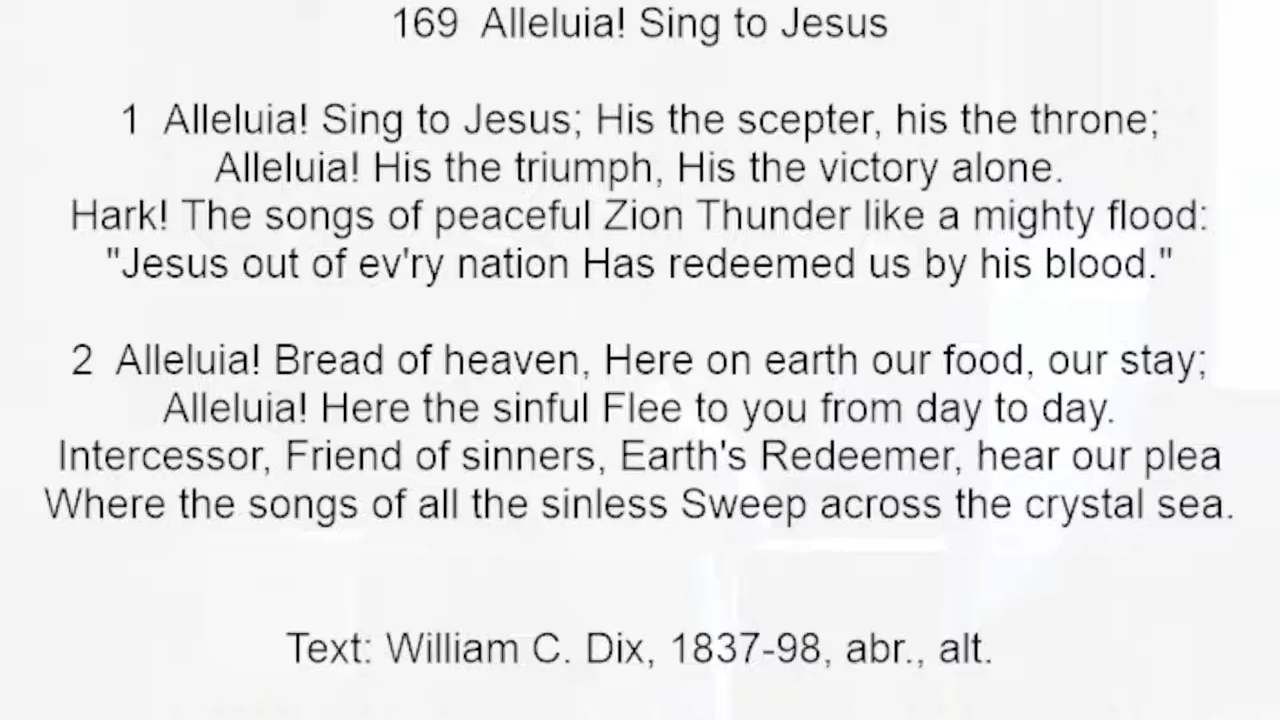 169 Alleluia! Sing to Jesus
1 Alleluia! Sing to Jesus; His the scepter, his the throne;
Alleluia! His the triumph, His the victory alone.
Hark! The songs of peaceful Zion Thunder like a mighty flood:
"Jesus out of ev'ry nation Has redeemed us by his blood."
2 Alleluia! Bread of heaven, Here on earth our food, our stay;
Alleluia! Here the sinful Flee to you from day to day.
Intercessor, Friend of sinners, Earth's Redeemer, hear our plea
Where the songs of all the sinless Sweep across the crystal sea.
Text: William C. Dix, 1837-98, abr., alt.